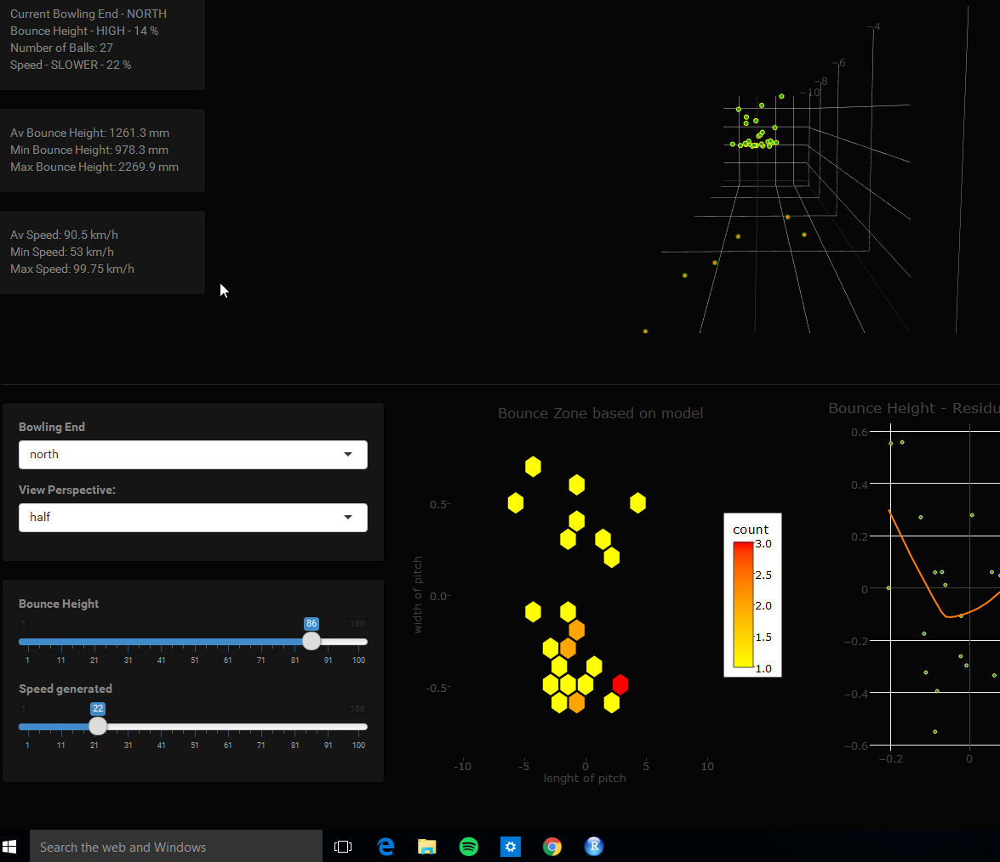 Current Bowling End - NORTH
Bounce Height - HIGH - 14 %
Number of Balls: 27
Speed - SLOWER - 22 %
Av Bounce Height: 1261.3 mm
Min Bounce Height: 978.3 mm
Max Bounce Height: 2269.9 mm
Av Speed: 90.5 km/h
Min Speed: 53 km/h
Max Speed: 99.75 km/h
−4
−6
−8
−10
Bowling End
north
View Perspective:
half
Bounce Height
1 86 100
1 11 21 31 41 51 61 71 81 91 100
Speed generated
1 22 100
1 11 21 31 41 51 61 71 81 91 100
Bounce Zone based on model
width of pitch
0.5
0.0
-0.5
-10 -5 0 5 10
lenght of pitch
count
3.0
2.5
2.0
1.5
1.0
Bounce Height - Residu
0.6
0.4
0.2
0
−0.2
−0.4
−0.6
−0.2 0
Search the web and Windows
R